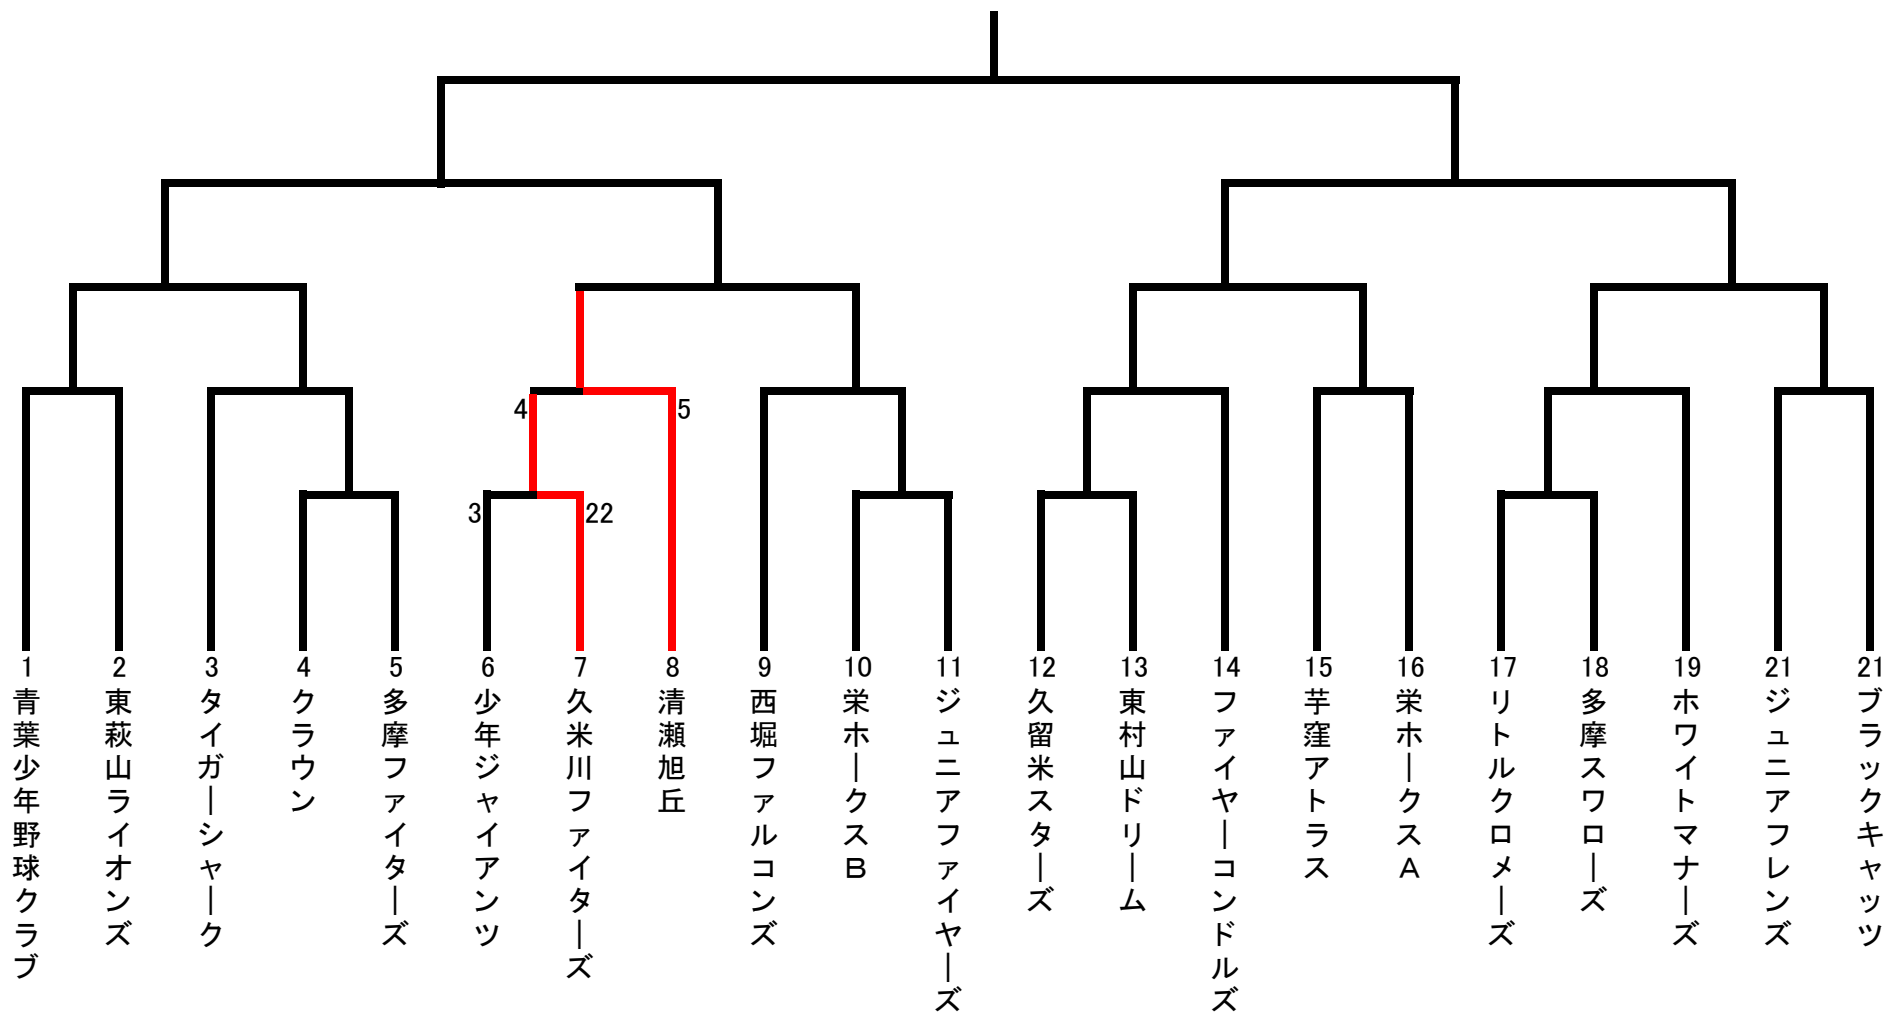 4
5
3
22
1
青葉少年野球クラブ
2
東萩山ライオンズ
3
タイガーシャーク
4
クラウン
5
多摩ファイターズ
6
少年ジャイアンツ
7
久米川ファイターズ
8
清瀬旭丘
9
西堀ファルコンズ
10
栄ホークスB
11
ジュニアファイヤーズ
12
久留米スターズ
13
東村山ドリーム
14
ファイヤーコンドルズ
15
芋窪アトラス
16
栄ホークスA
17
リトルクロメーズ
18
多摩スワローズ
19
ホワイトマナーズ
21
ジュニアフレンズ
21
ブラックキャッツ